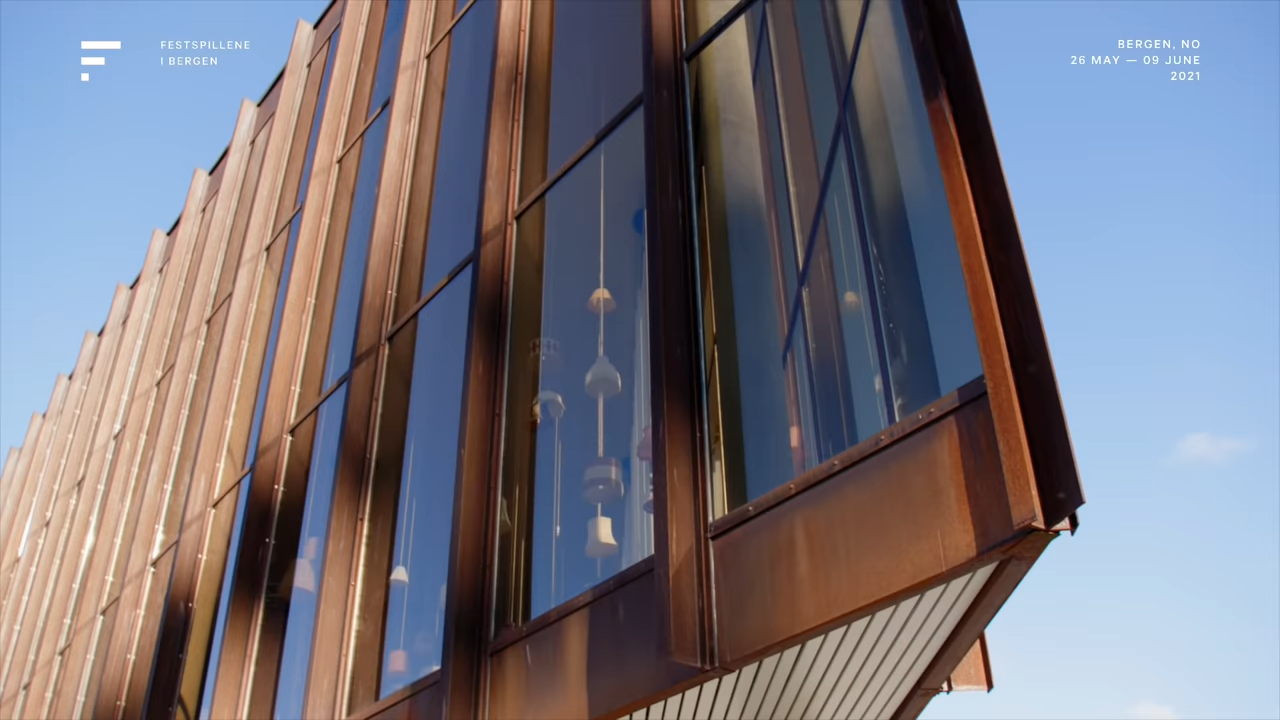 FESTSPILLENE
I BERGEN
BERGEN, NO
26 MAY — 09 JUNE
2021